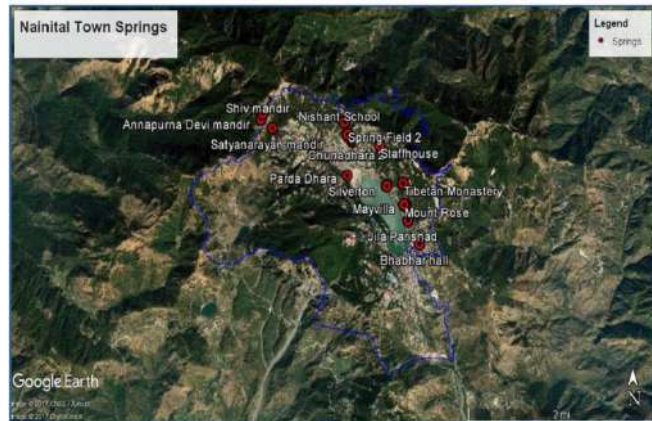 Nainital Town Springs
Legend
Springs
Shiv mandir
Nishant School
Annapurna Devi mandir
Spring Field 2
Satyanarayan mandir
Chunadhara 2
Staffhouse
Parda Dhara
Silverton
Tibetan Monastery
Mayvilla
Mount Rose
Jila Parishad
Bhabhar hall
Google Earth
N
2 mi